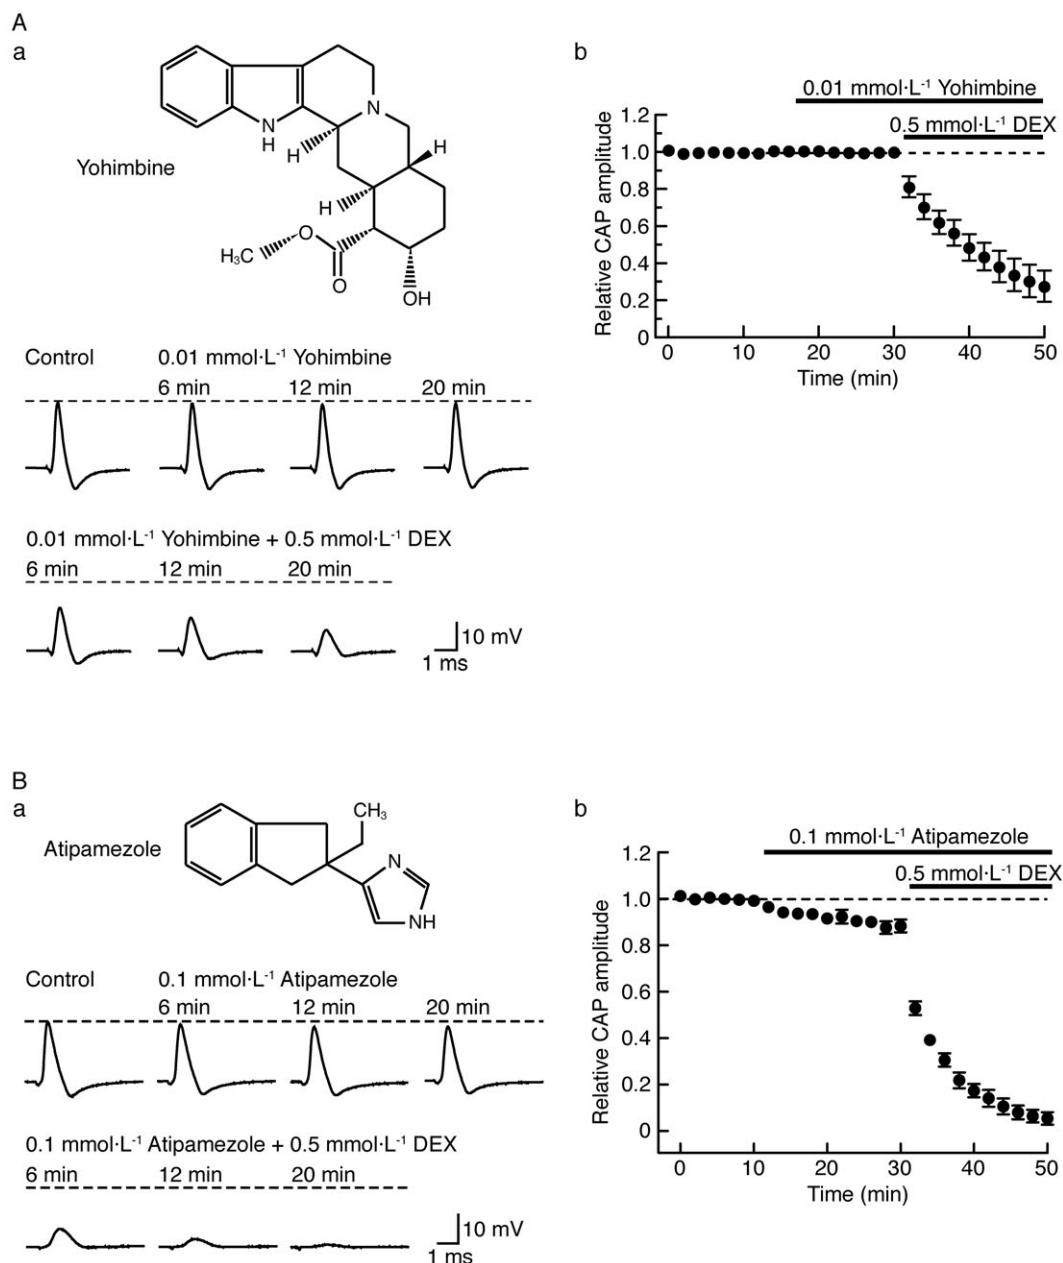 A
a
Yohimbine
N
N
H
H
H
H
O
H₃C
O
OH
Control 0.01 mmol·L⁻¹ Yohimbine
6 min 12 min 20 min
0.01 mmol·L⁻¹ Yohimbine + 0.5 mmol·L⁻¹ DEX
6 min 12 min 20 min
10 mV
1 ms
b
0.01 mmol·L⁻¹ Yohimbine
0.5 mmol·L⁻¹ DEX
Relative CAP amplitude
1.2
1.0
0.8
0.6
0.4
0.2
0
0 10 20 30 40 50
Time (min)
B
a
Atipamezole
CH₃
N
NH
Control 0.1 mmol·L⁻¹ Atipamezole
6 min 12 min 20 min
0.1 mmol·L⁻¹ Atipamezole + 0.5 mmol·L⁻¹ DEX
6 min 12 min 20 min
10 mV
1 ms
b
0.1 mmol·L⁻¹ Atipamezole
0.5 mmol·L⁻¹ DEX
Relative CAP amplitude
1.2
1.0
0.8
0.6
0.4
0.2
0
0 10 20 30 40 50
Time (min)